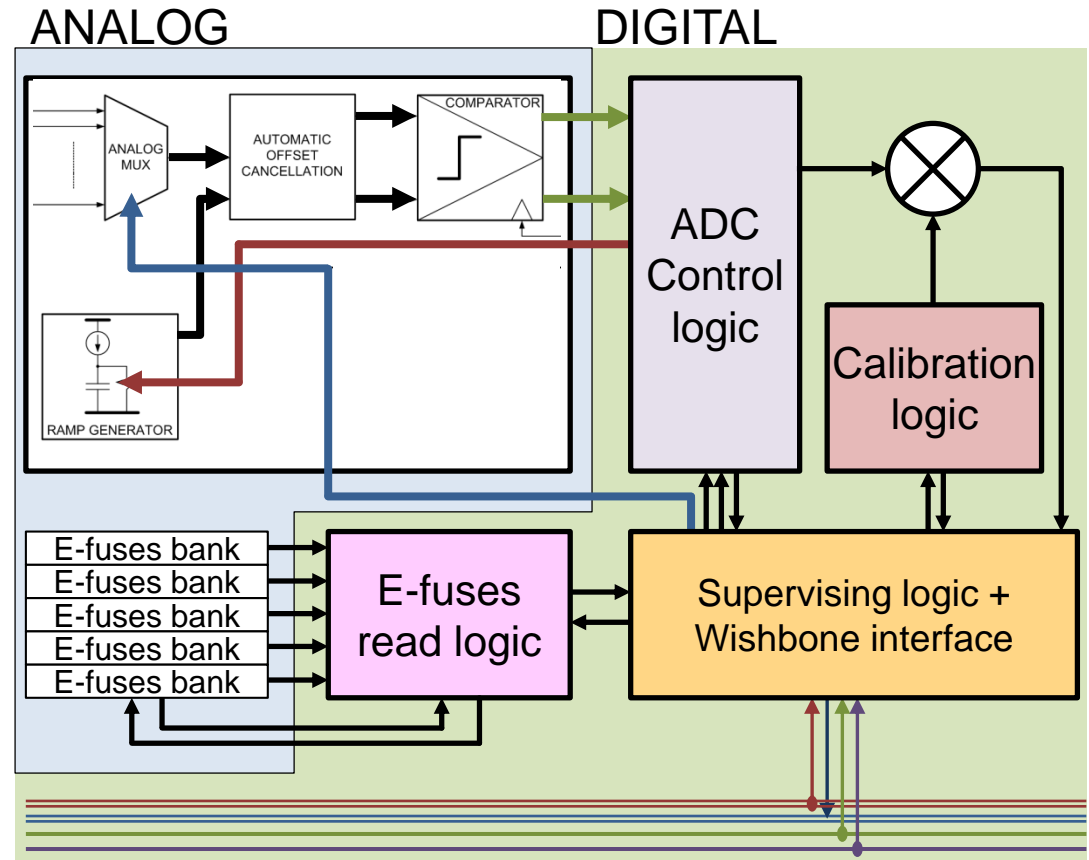 ANALOG
DIGITAL
ANALOG
MUX
AUTOMATIC
OFFSET
CANCELLATION
COMPARATOR
RAMP GENERATOR
ADC
Control
logic
Calibration
logic
E-fuses bank
E-fuses bank
E-fuses bank
E-fuses bank
E-fuses bank
E-fuses
read logic
Supervising logic +
Wishbone interface